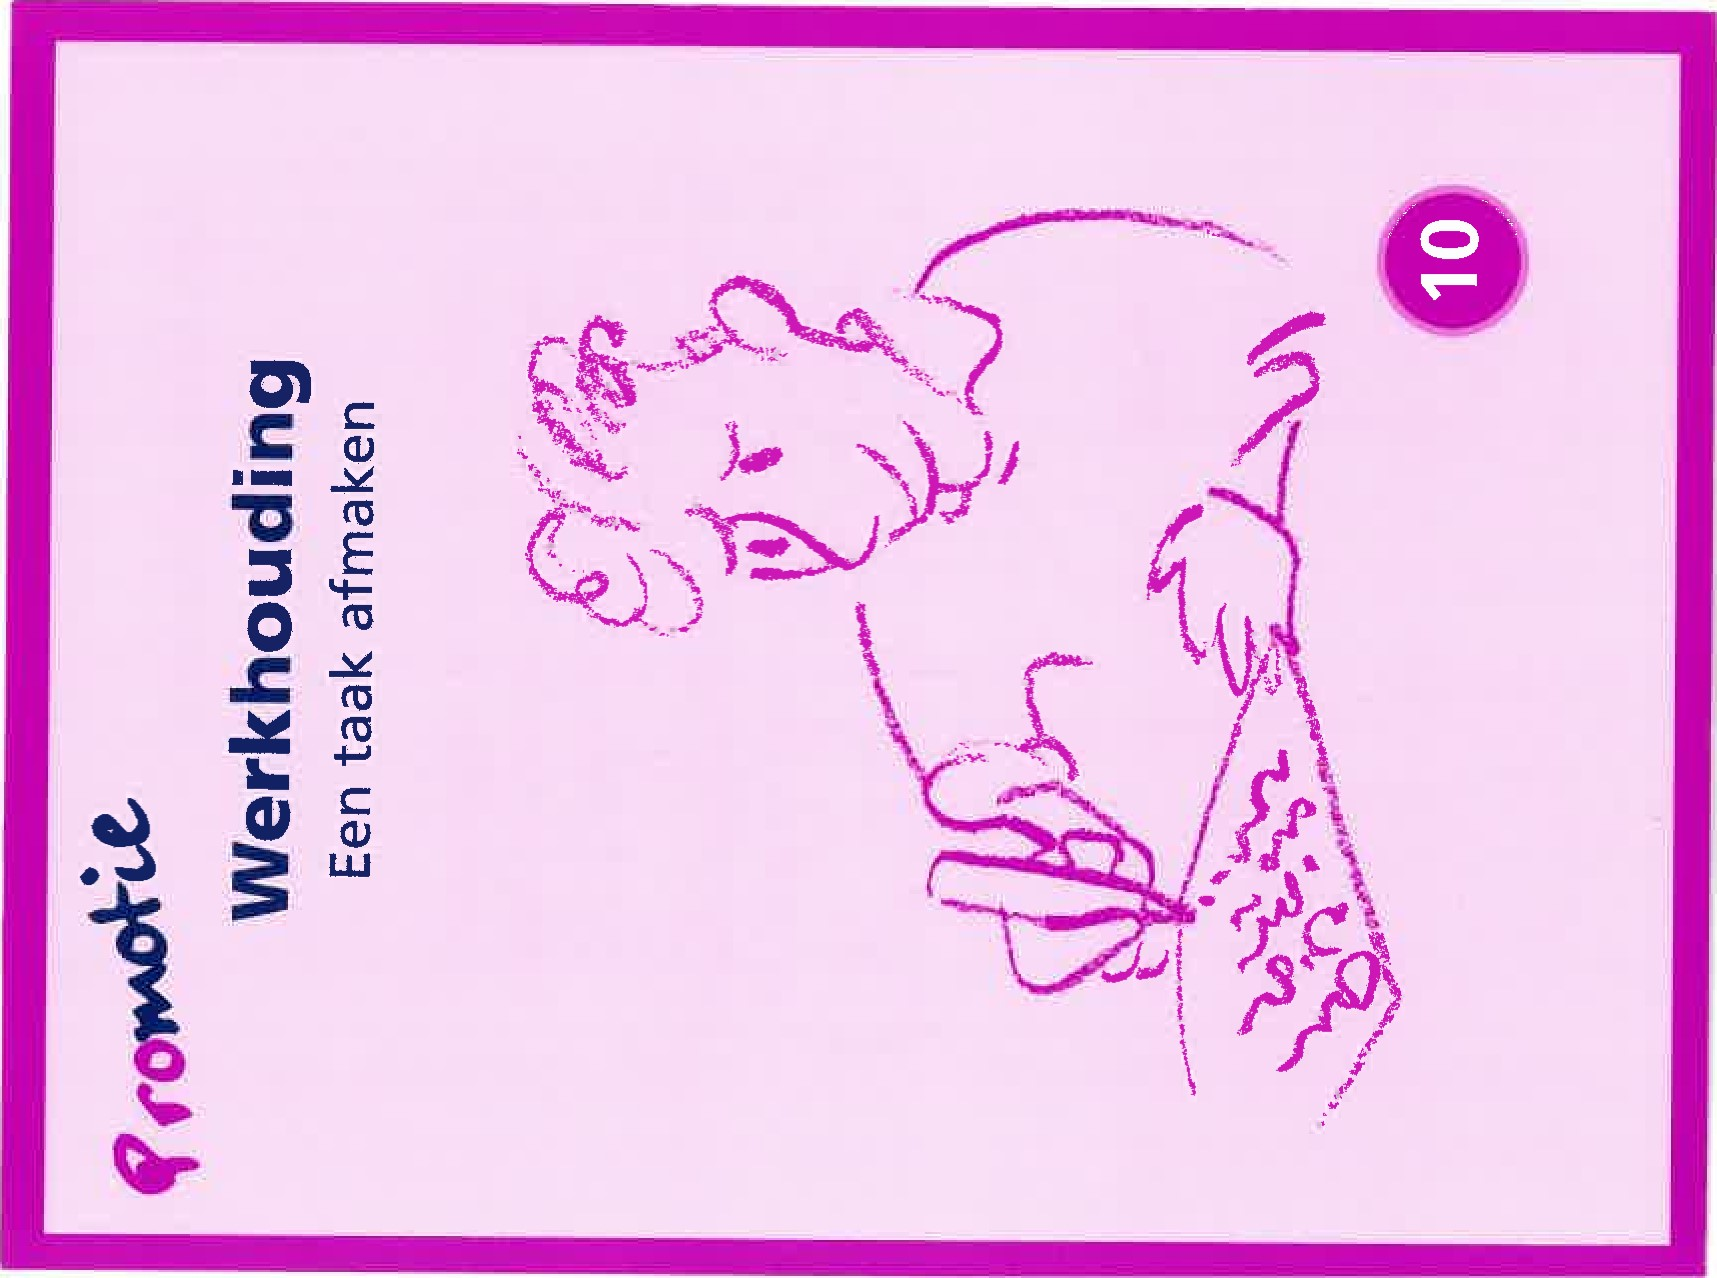 promotie
Werkhouding
Een taak afmaken
10